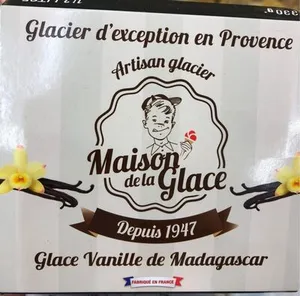 Glacier d'exception en Provence
Artisan glacier
Maison
de la Glace
Depuis 1947
Glace Vanille de Madagascar
FABRIQUÉ EN FRANCE